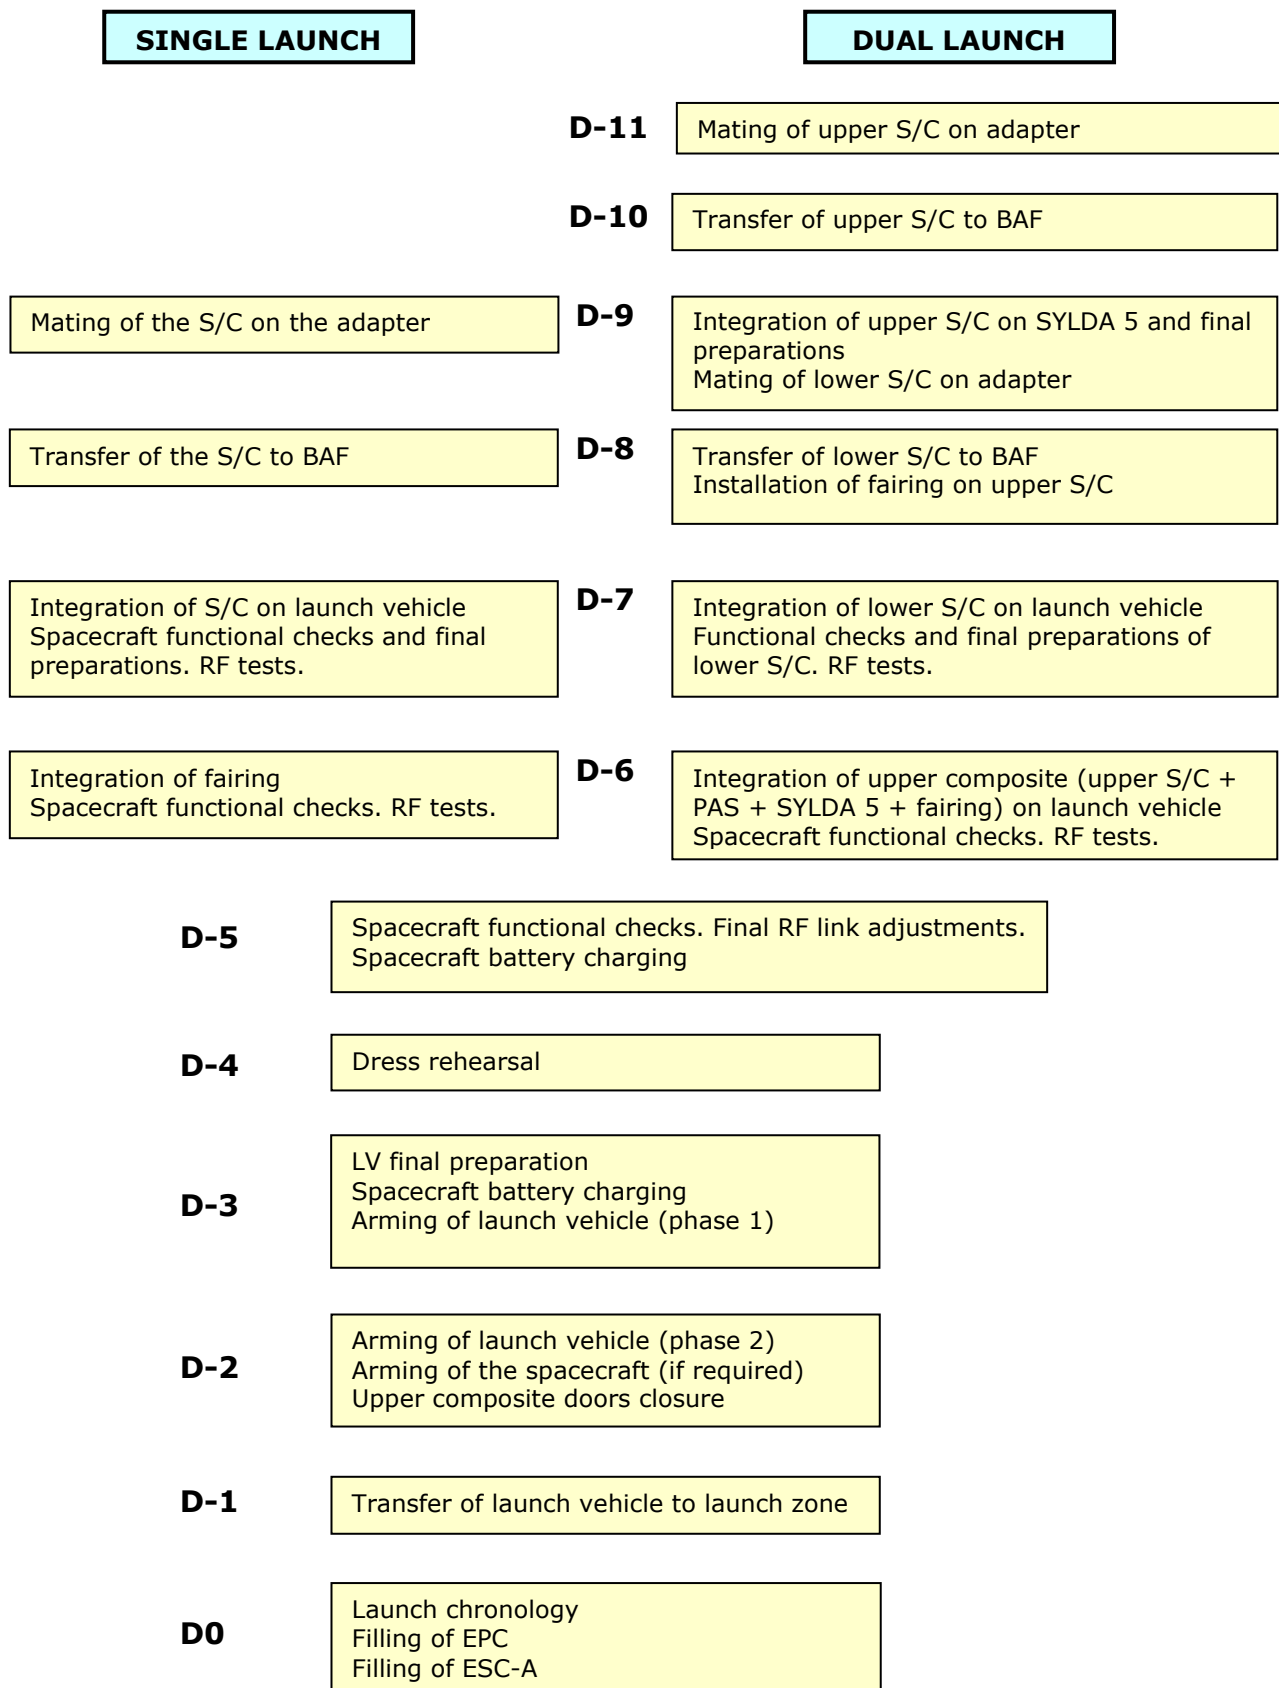 SINGLE LAUNCH
DUAL LAUNCH
D-11
Mating of upper S/C on adapter
D-10
Transfer of upper S/C to BAF
Mating of the S/C on the adapter
D-9
Integration of upper S/C on SYLDA 5 and final
preparations
Mating of lower S/C on adapter
Transfer of the S/C to BAF
D-8
Transfer of lower S/C to BAF
Installation of fairing on upper S/C
Integration of S/C on launch vehicle
Spacecraft functional checks and final
preparations. RF tests.
D-7
Integration of lower S/C on launch vehicle
Functional checks and final preparations of
lower S/C. RF tests.
Integration of fairing
Spacecraft functional checks. RF tests.
D-6
Integration of upper composite (upper S/C +
PAS + SYLDA 5 + fairing) on launch vehicle
Spacecraft functional checks. RF tests.
D-5
Spacecraft functional checks. Final RF link adjustments.
Spacecraft battery charging
D-4
Dress rehearsal
D-3
LV final preparation
Spacecraft battery charging
Arming of launch vehicle (phase 1)
D-2
Arming of launch vehicle (phase 2)
Arming of the spacecraft (if required)
Upper composite doors closure
D-1
Transfer of launch vehicle to launch zone
D0
Launch chronology
Filling of EPC
Filling of ESC-A